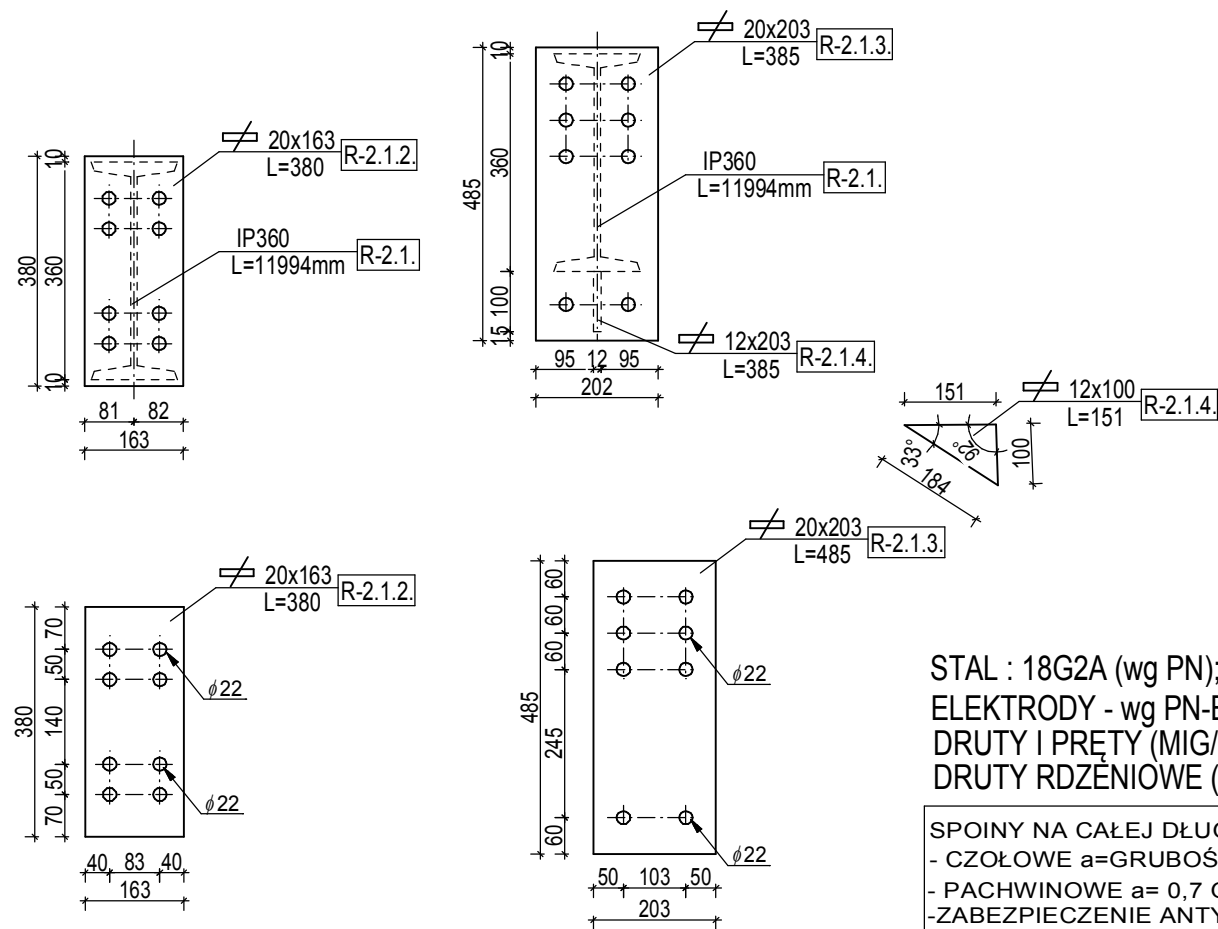 20x163
L=380
R-2.1.2.
IP360
L=11994mm
R-2.1.
10
360
10
380
81
82
163
20x203
L=385
R-2.1.3.
IP360
L=11994mm
R-2.1.
12x203
L=385
R-2.1.4.
10
360
100
15
485
95
12
95
202
151
12x100
L=151
R-2.1.4.
33°
92°
100
184
20x163
L=380
R-2.1.2.
70
50
140
50
70
380
ϕ22
ϕ22
40
83
40
163
20x203
L=485
R-2.1.3.
60
60
60
245
60
485
ϕ22
ϕ22
50
103
50
203
STAL : 18G2A (wg PN);
ELEKTRODY - wg PN-E
DRUTY I PRĘTY (MIG/
DRUTY RDZENIOWE (
SPOINY NA CAŁEJ DŁUG
- CZOŁOWE a=GRUBOŚ
- PACHWINOWE a= 0,7 G
-ZABEZPIECZENIE ANTY